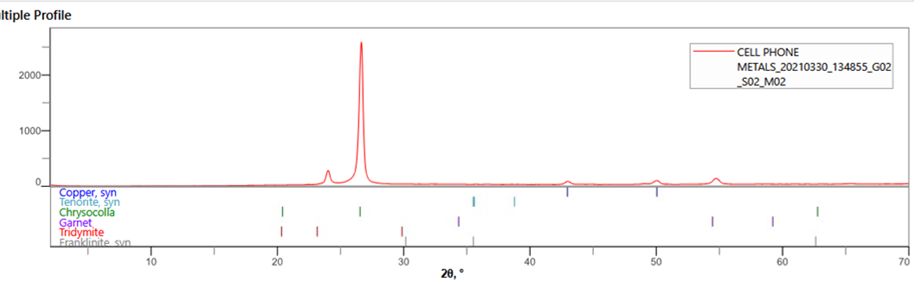 ltiple Profile
CELL PHONE
METALS_20210330_134855_G02
_S02_M02
2000
1000
0
Copper, syn
Tenorite, syn
Chrysocolla
Garnet
Tridymite
Franklinite, syn
10 20 30 40 50 60 70
2θ, °